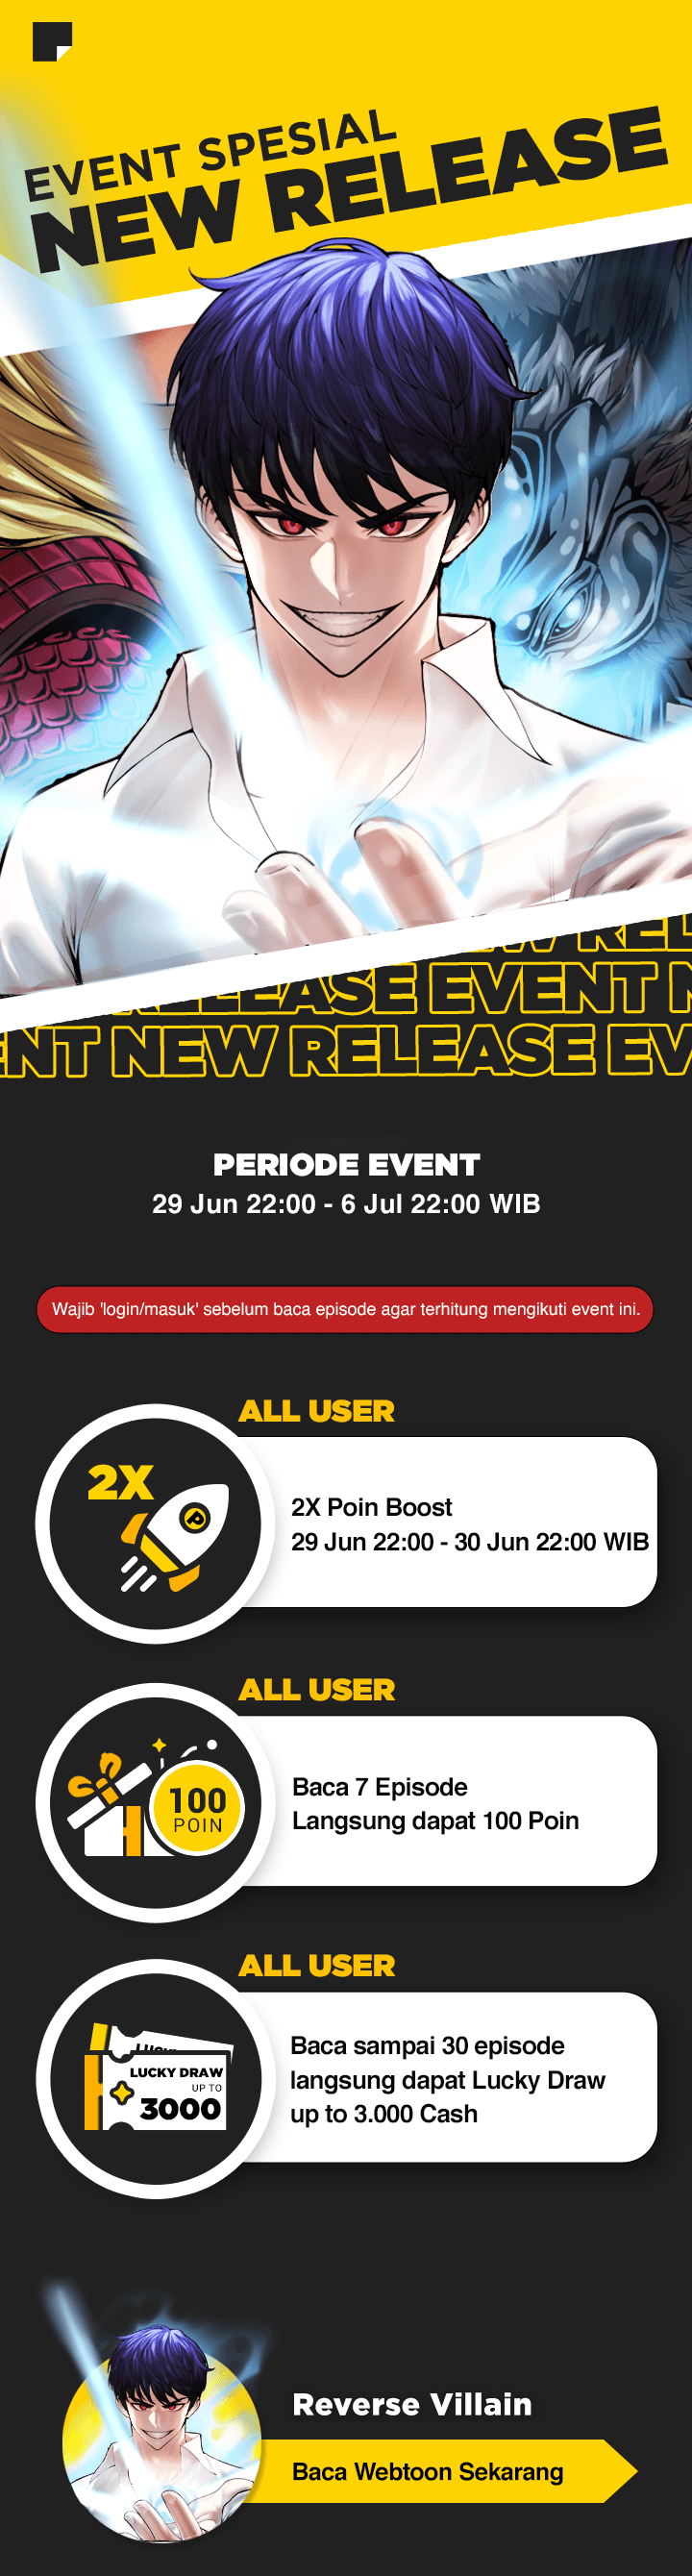 EVENT SPESIAL
NEW RELEASE
NEW REL
RELEASE EVENT N
ENT NEW RELEASE EV
PERIODE EVENT
29 Jun 22:00 - 6 Jul 22:00 WIB
Wajib 'login/masuk' sebelum baca episode agar terhitung mengikuti event ini.
ALL USER
2X
P
2X Poin Boost
29 Jun 22:00 - 30 Jun 22:00 WIB
ALL USER
100
POIN
Baca 7 Episode
Langsung dapat 100 Poin
ALL USER
LUCKY DRAW
UP TO
3000
Baca sampai 30 episode
langsung dapat Lucky Draw
up to 3.000 Cash
Reverse Villain
Baca Webtoon Sekarang